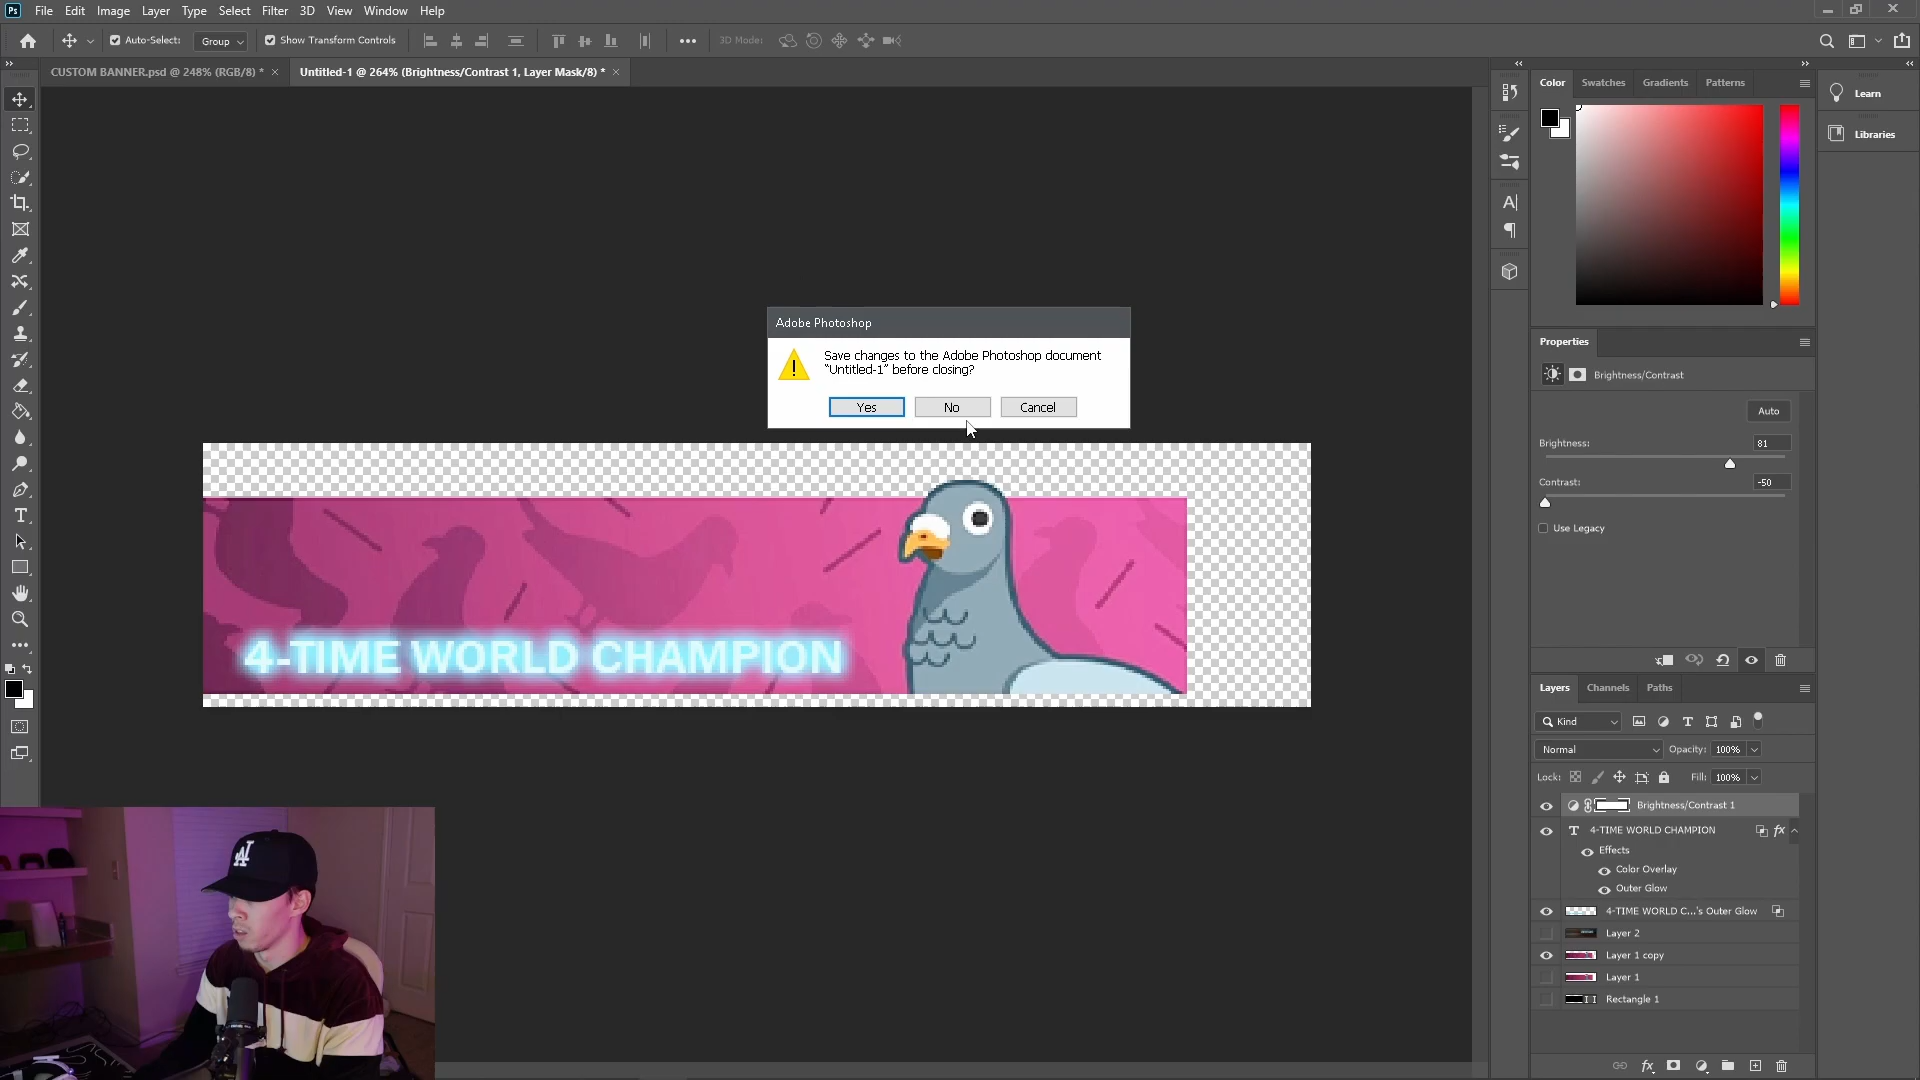 Ps File Edit Image Layer Type Select Filter 3D View Window Help
Auto-Select: Group Show Transform Controls 3D Mode:
CUSTOM BANNER.psd @ 248% (RGB/8) * × Untitled-1 @ 264% (Brightness/Contrast 1, Layer Mask/8) * ×
Color Swatches Gradients Patterns
Learn
Libraries
Adobe Photoshop
Save changes to the Adobe Photoshop document
“Untitled-1” before closing?
Yes No Cancel
4-TIME WORLD CHAMPION
Properties
Brightness/Contrast
Auto
Brightness: 81
Contrast: -50
Use Legacy
Layers Channels Paths
Kind
Normal Opacity: 100%
Lock: Fill: 100%
Brightness/Contrast 1
T 4-TIME WORLD CHAMPION fx
Effects
Color Overlay
Outer Glow
4-TIME WORLD C...'s Outer Glow
Layer 2
Layer 1 copy
Layer 1
Rectangle 1
fx